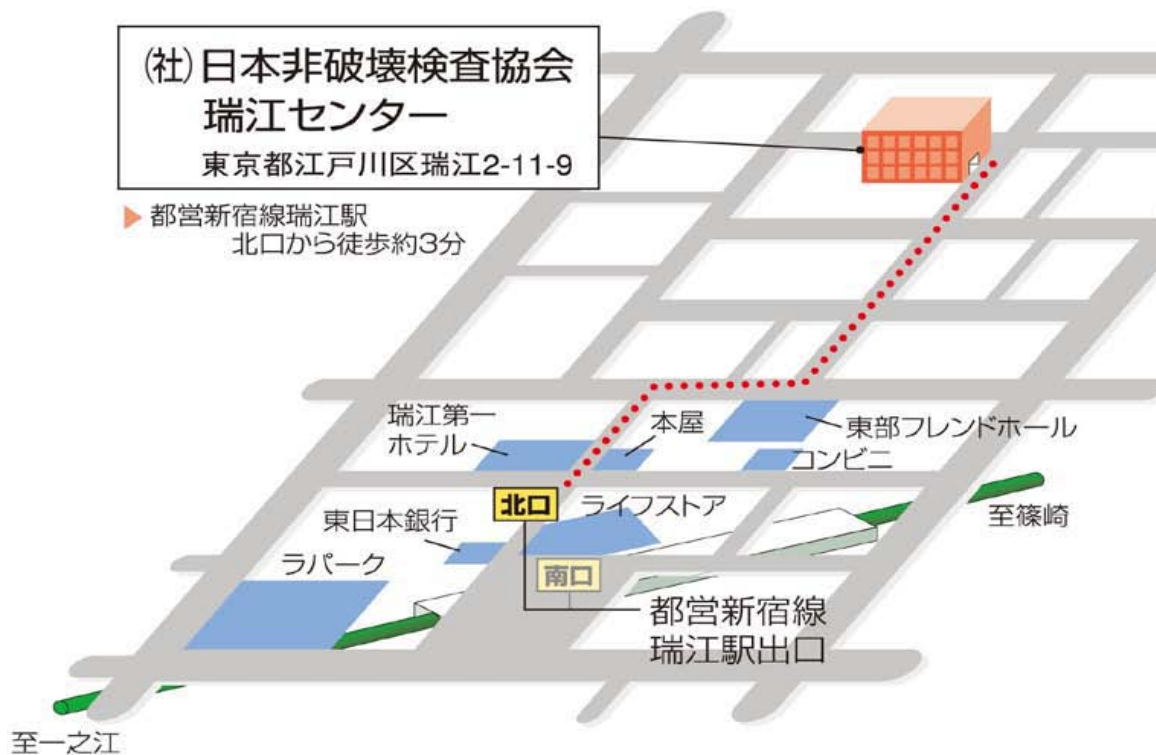 (社)日本非破壊検査協会
瑞江センター
東京都江戸川区瑞江2-11-9
都営新宿線瑞江駅
北口から徒歩約3分
瑞江第一
ホテル
本屋
東部フレンドホール
コンビニ
北口
ライフストア
至篠崎
東日本銀行
ラパーク
南口
都営新宿線
瑞江駅出口
至一之江